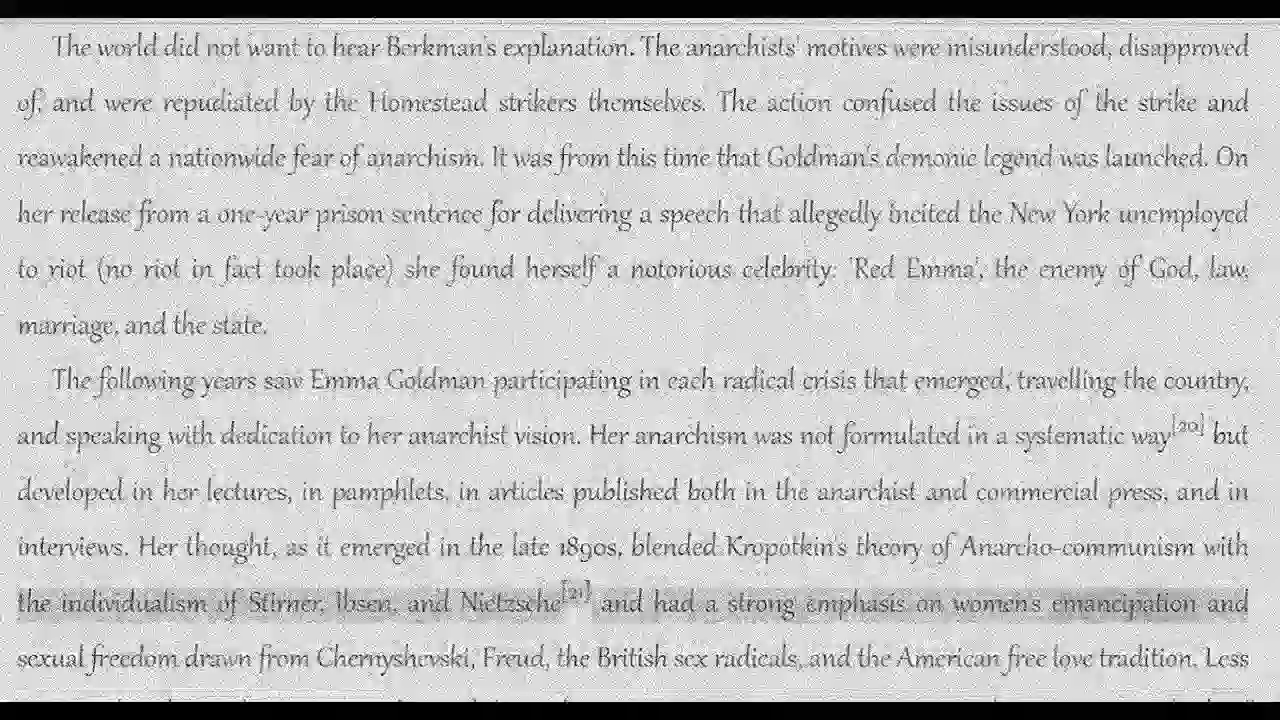 The world did not want to hear Berkman's explanation. The anarchists' motives were misunderstood, disapproved
of, and were repudiated by the Homestead strikers themselves. The action confused the issues of the strike and
reawakened a nationwide fear of anarchism. It was from this time that Goldman's demonic legend was launched. On
her release from a one-year prison sentence for delivering a speech that allegedly incited the New York unemployed
to riot (no riot in fact took place) she found herself a notorious celebrity: 'Red Emma', the enemy of God, law,
marriage, and the state.
The following years saw Emma Goldman participating in each radical crisis that emerged, travelling the country,
and speaking with dedication to her anarchist vision. Her anarchism was not formulated in a systematic way[20] but
developed in her lectures, in pamphlets, in articles published both in the anarchist and commercial press, and in
interviews. Her thought, as it emerged in the late 1890s, blended Kropotkin's theory of Anarcho-communism with
the individualism of Stirner, Ibsen, and Nietzsche[21] and had a strong emphasis on women's emancipation and
sexual freedom drawn from Chernyshevski, Freud, the British sex radicals, and the American free love tradition. Less